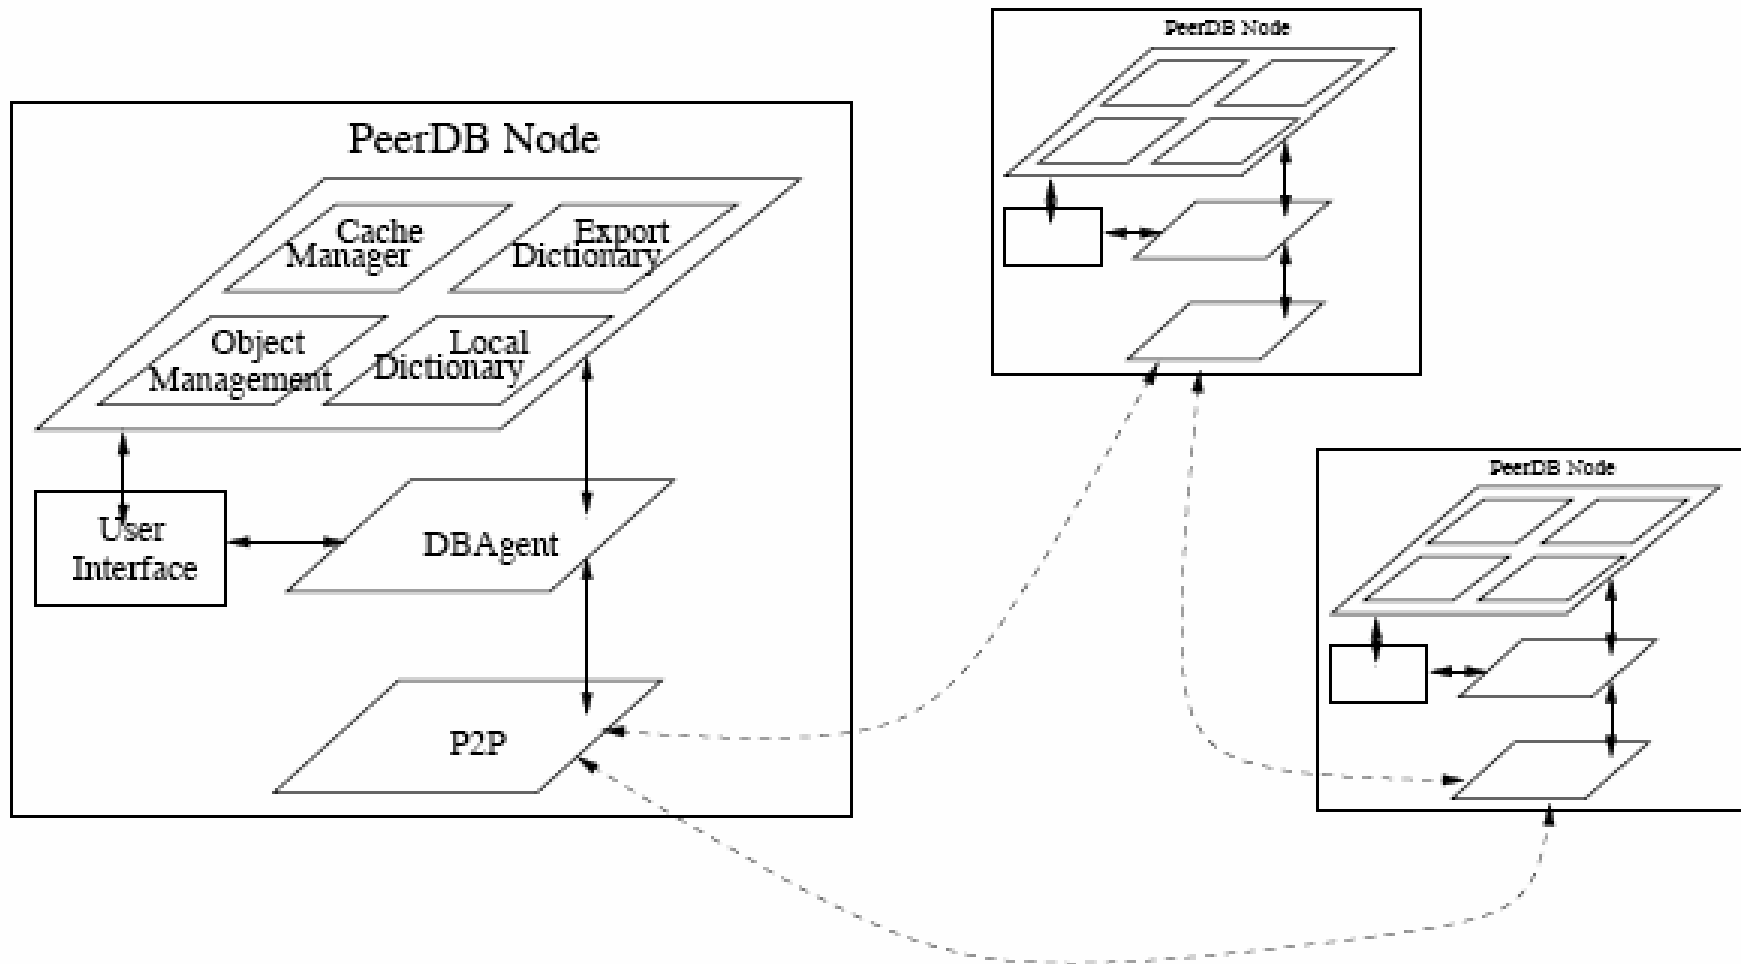 PeerDB Node
PeerDB Node
Cache
Manager
Export
Dictionary
Object
Management
Local
Dictionary
User
Interface
DBAgent
P2P
PeerDB Node